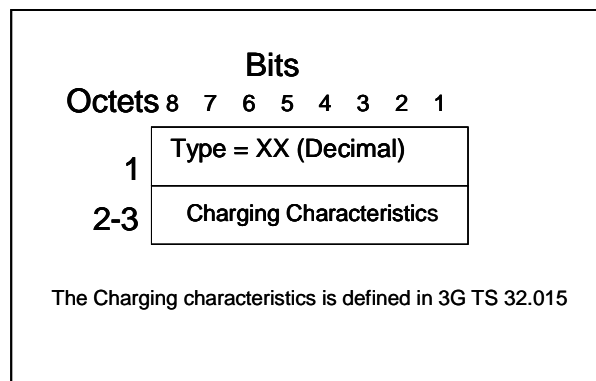 Bits
Octets 8 7 6 5 4 3 2 1
1 Type = XX (Decimal)
2-3 Charging Characteristics
The Charging characteristics is defined in 3G TS 32.015